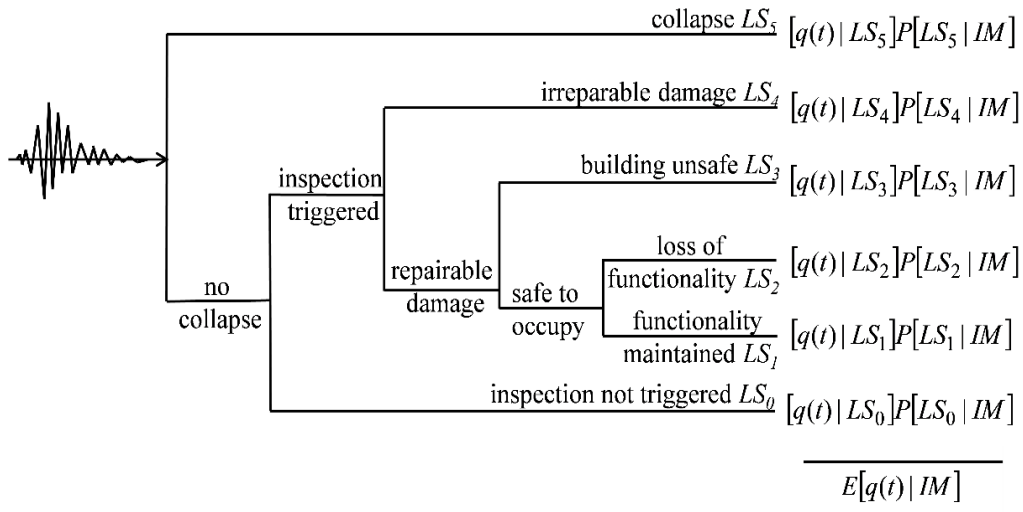 collapse LS₅ [q(t) | LS₅]P[LS₅ | IM]
irreparable damage LS₄ [q(t) | LS₄]P[LS₄ | IM]
building unsafe LS₃ [q(t) | LS₃]P[LS₃ | IM]
inspection
triggered
loss of
functionality LS₂ [q(t) | LS₂]P[LS₂ | IM]
repairable
damage
safe to
occupy
no
collapse
functionality
maintained LS₁ [q(t) | LS₁]P[LS₁ | IM]
inspection not triggered LS₀ [q(t) | LS₀]P[LS₀ | IM]
E[q(t) | IM]